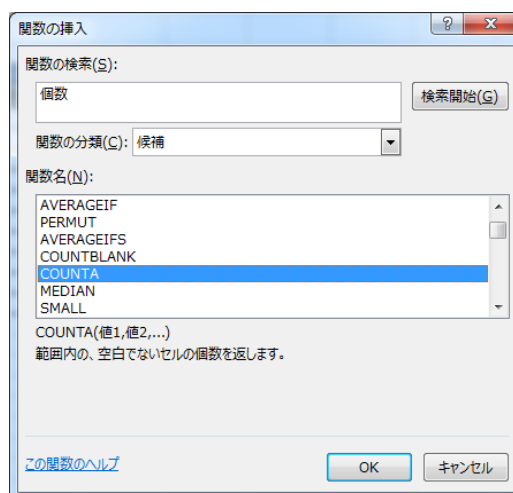 関数の挿入
関数の検索(S):
個数
検索開始(G)
関数の分類(C): 候補
関数名(N):
AVERAGEIF
PERMUT
AVERAGEIFS
COUNTBLANK
COUNTA
MEDIAN
SMALL
COUNTA(値1,値2,...)
範囲内の、空白でないセルの個数を返します。
この関数のヘルプ
OK
キャンセル